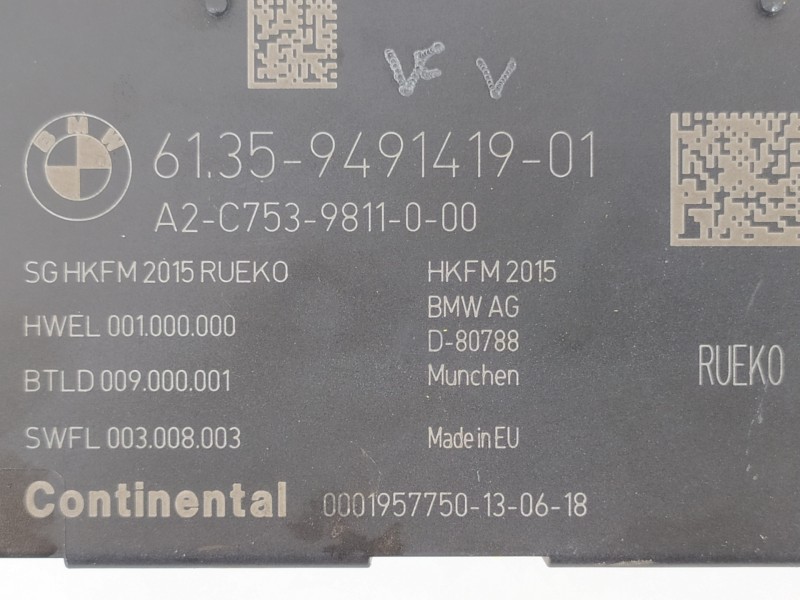 VF V
BMW
61.35-9491419-01
A2-C753-9811-0-00
SG HKFM 2015 RUEKO
HWEL 001.000.000
BTLD 009.000.001
SWFL 003.008.003
HKFM 2015
BMW AG
D-80788
Munchen
Made in EU
RUEKO
Continental 0001957750-13-06-18